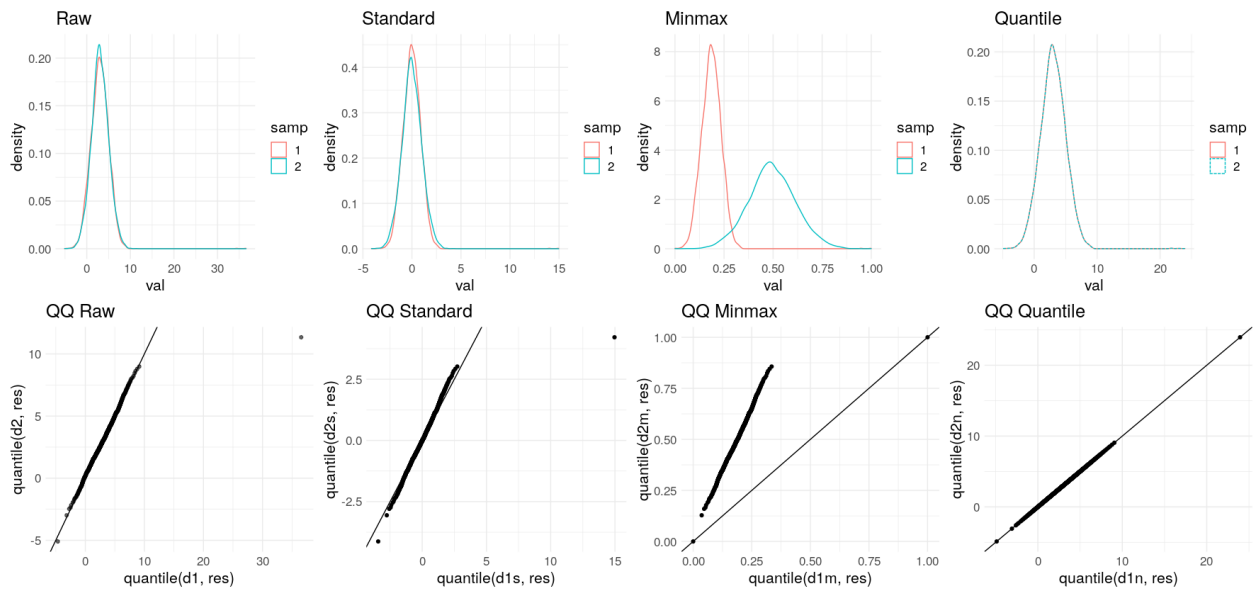 Raw
Standard
Minmax
Quantile
0.20
0.15
0.10
0.05
0.00
density
0
10
20
30
val
samp
1
2
0.4
0.3
0.2
0.1
0.0
density
-5
0
5
10
15
val
samp
1
2
8
6
4
2
0
density
0.00
0.25
0.50
0.75
1.00
val
samp
1
2
0.20
0.15
0.10
0.05
0.00
density
0
10
20
val
samp
1
2
QQ Raw
QQ Standard
QQ Minmax
QQ Quantile
10
5
0
-5
quantile(d2, res)
0
10
20
30
quantile(d1, res)
2.5
0.0
-2.5
quantile(d2s, res)
0
5
10
15
quantile(d1s, res)
1.00
0.75
0.50
0.25
0.00
quantile(d2m, res)
0.00
0.25
0.50
0.75
1.00
quantile(d1m, res)
20
10
0
quantile(d2n, res)
0
10
20
quantile(d1n, res)